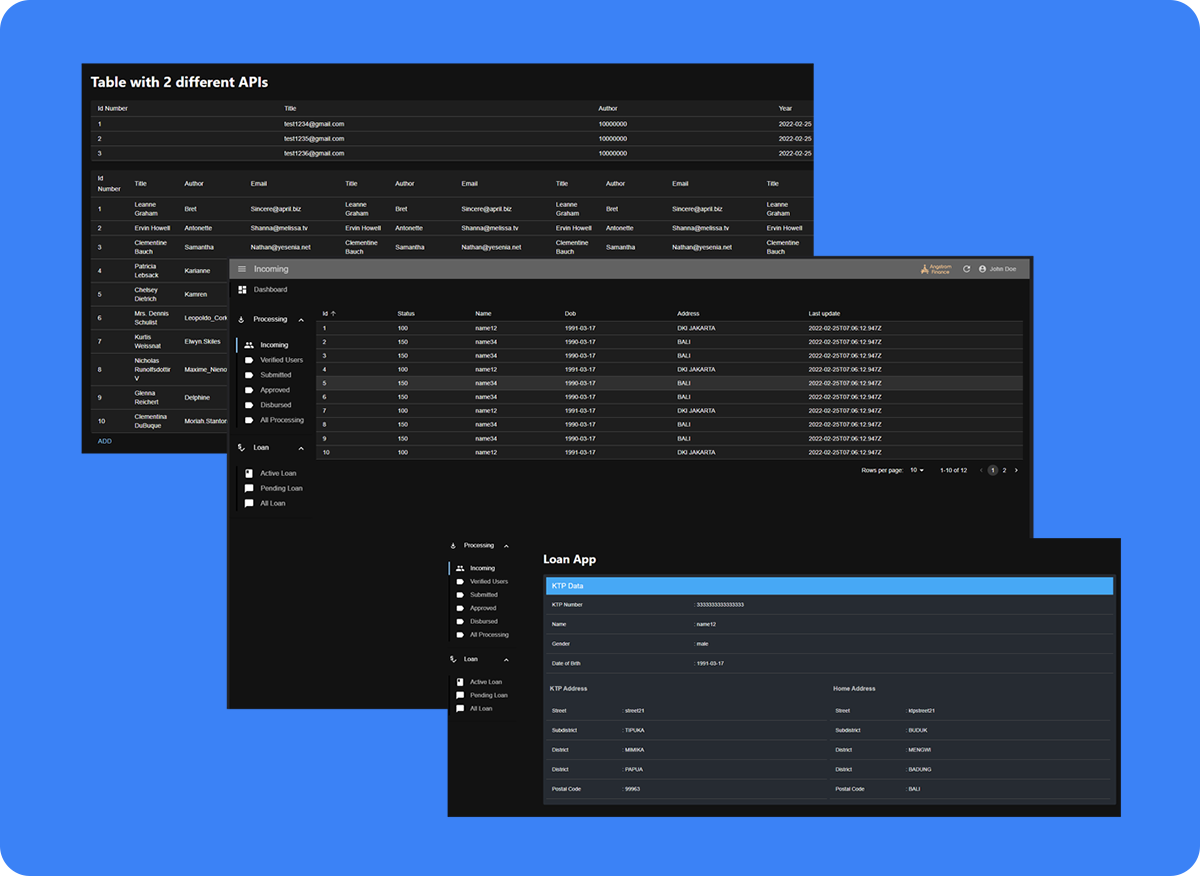 Table with 2 different APIs
Id Number Title Author Year
1 test1234@gmail.com 10000000 2022-02-25
2 test1235@gmail.com 10000000 2022-02-25
3 test1236@gmail.com 10000000 2022-02-25
Id Number Title Author Email Title Author Email Title Author Email Title
1 Leanne Graham Bret Sincere@april.biz Leanne Graham Bret Sincere@april.biz Leanne Graham Bret Sincere@april.biz Leanne Graham
2 Ervin Howell Antonette Shanna@melissa.tv Ervin Howell Antonette Shanna@melissa.tv Ervin Howell Antonette Shanna@melissa.tv Ervin Howell
3 Clementine Bauch Samantha Nathan@yesenia.net Clementine Bauch Samantha Nathan@yesenia.net Clementine Bauch Samantha Nathan@yesenia.net Clementine Bauch
4 Patricia Lebsack Karianne
5 Chelsey Dietrich Kamren
6 Mrs. Dennis Schulist Leopoldo_Cork
7 Kurtis Weissnat Elwyn.Skiles
8 Nicholas Runolfsdottir V Maxime_Nieno
9 Glenna Reichert Delphine
10 Clementina DuBuque Moriah.Stanton
ADD
Incoming Angstrom Finance John Doe
Dashboard
Processing
Incoming
Verified Users
Submitted
Approved
Disbursed
All Processing
Loan
Active Loan
Pending Loan
All Loan
Id Status Name Dob Address Last update
1 100 name12 1991-03-17 DKI JAKARTA 2022-02-25T07:06:12.947Z
2 150 name34 1990-03-17 BALI 2022-02-25T07:06:12.947Z
3 150 name34 1990-03-17 BALI 2022-02-25T07:06:12.947Z
4 100 name12 1991-03-17 DKI JAKARTA 2022-02-25T07:06:12.947Z
5 150 name34 1990-03-17 BALI 2022-02-25T07:06:12.947Z
6 150 name34 1990-03-17 BALI 2022-02-25T07:06:12.947Z
7 100 name12 1991-03-17 DKI JAKARTA 2022-02-25T07:06:12.947Z
8 150 name34 1990-03-17 BALI 2022-02-25T07:06:12.947Z
9 150 name34 1990-03-17 BALI 2022-02-25T07:06:12.947Z
10 100 name12 1991-03-17 DKI JAKARTA 2022-02-25T07:06:12.947Z
Rows per page: 10 1-10 of 12 1 2
Processing
Incoming
Verified Users
Submitted
Approved
Disbursed
All Processing
Loan
Active Loan
Pending Loan
All Loan
Loan App
KTP Data
KTP Number : 3333333333333333
Name : name12
Gender : male
Date of Brth : 1991-03-17
KTP Address Home Address
Street : street21 Street : ktpstreet21
Subdistrict : TIPUKA Subdistrict : BUDUK
District : MIMIKA District : MENGWI
District : PAPUA District : BADUNG
Postal Code : 99963 Postal Code : BALI